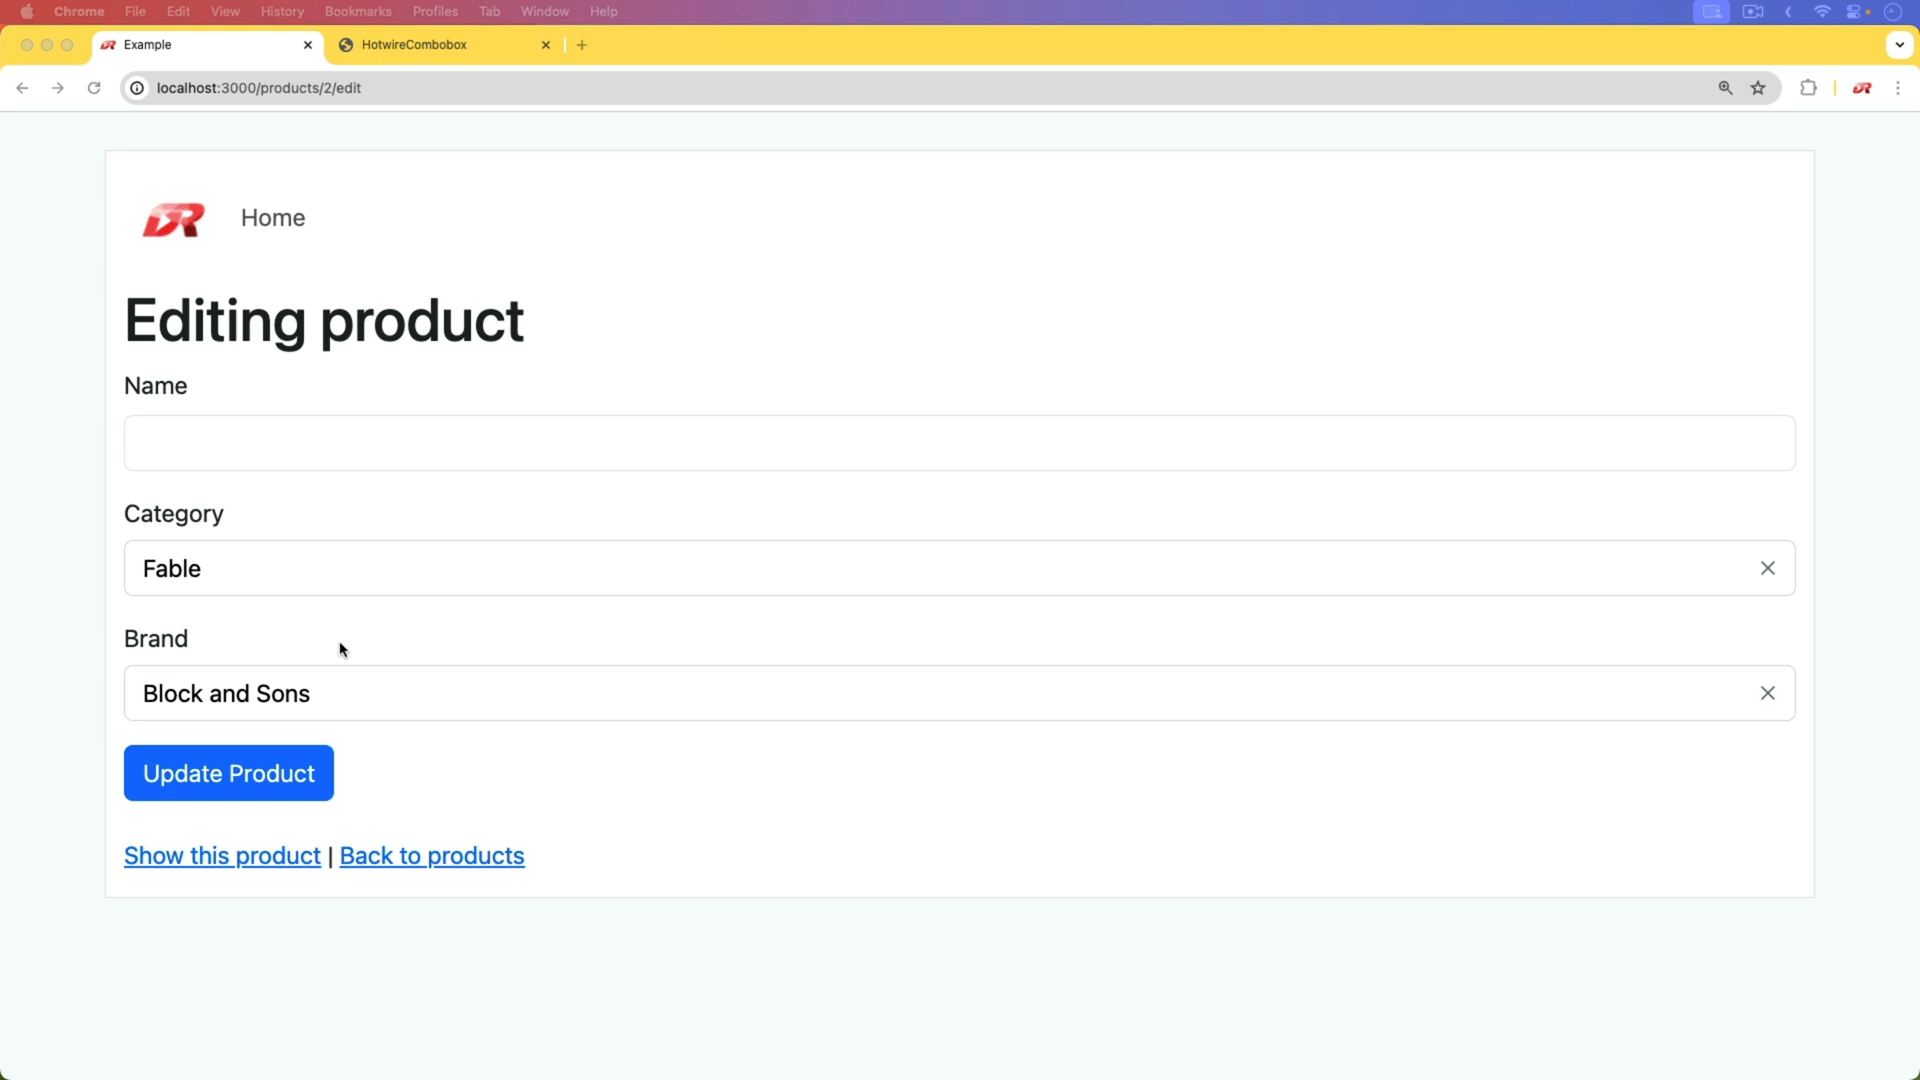 Chrome File Edit View History Bookmarks Profiles Tab Window Help
Example HotwireCombobox
localhost:3000/products/2/edit
DR Home
Editing product
Name
Category
Fable
Brand
Block and Sons
Update Product
Show this product | Back to products